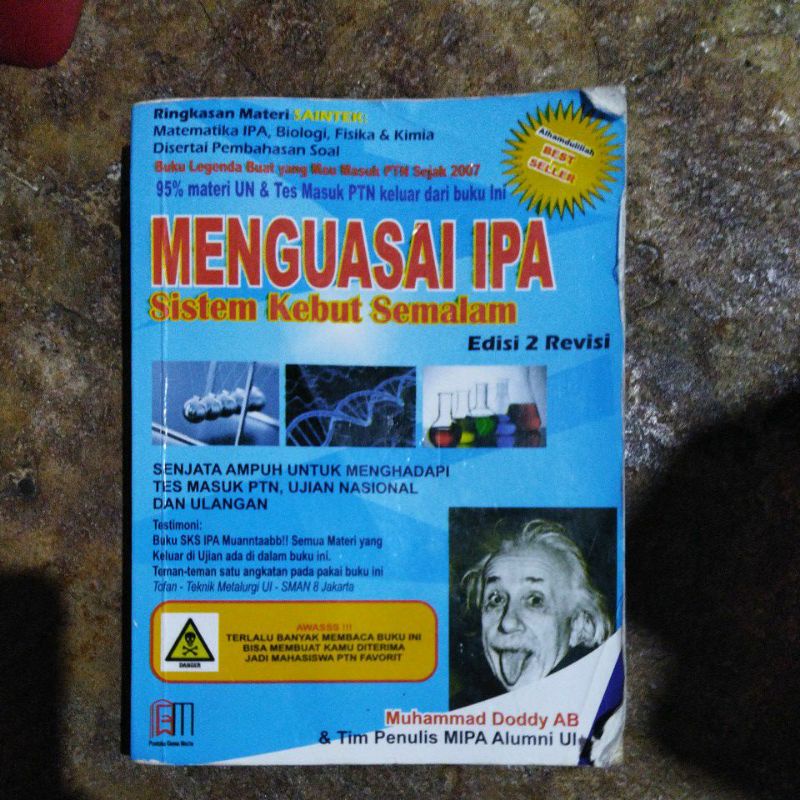 Ringkasan Materi SAINTEK:
Matematika IPA, Biologi, Fisika & Kimia
Disertai Pembahasan Soal
Buku Legenda Buat yang Mau Masuk PTN Sejak 2007
95% materi UN & Tes Masuk PTN keluar dari buku Ini
Alhamdulillah
BEST
SELLER
MENGUASAI IPA
Sistem Kebut Semalam
Edisi 2 Revisi
SENJATA AMPUH UNTUK MENGHADAPI
TES MASUK PTN, UJIAN NASIONAL
DAN ULANGAN
Testimoni:
Buku SKS IPA Muanntaabb!! Semua Materi yang
Keluar di Ujian ada di dalam buku ini.
Teman-teman satu angkatan pada pakai buku ini
Tofan - Teknik Metalurgi UI - SMAN 8 Jakarta
DANGER
AWASSS !!!
TERLALU BANYAK MEMBACA BUKU INI
BISA MEMBUAT KAMU DITERIMA
JADI MAHASISWA PTN FAVORIT
Muhammad Doddy AB
& Tim Penulis MIPA Alumni UI